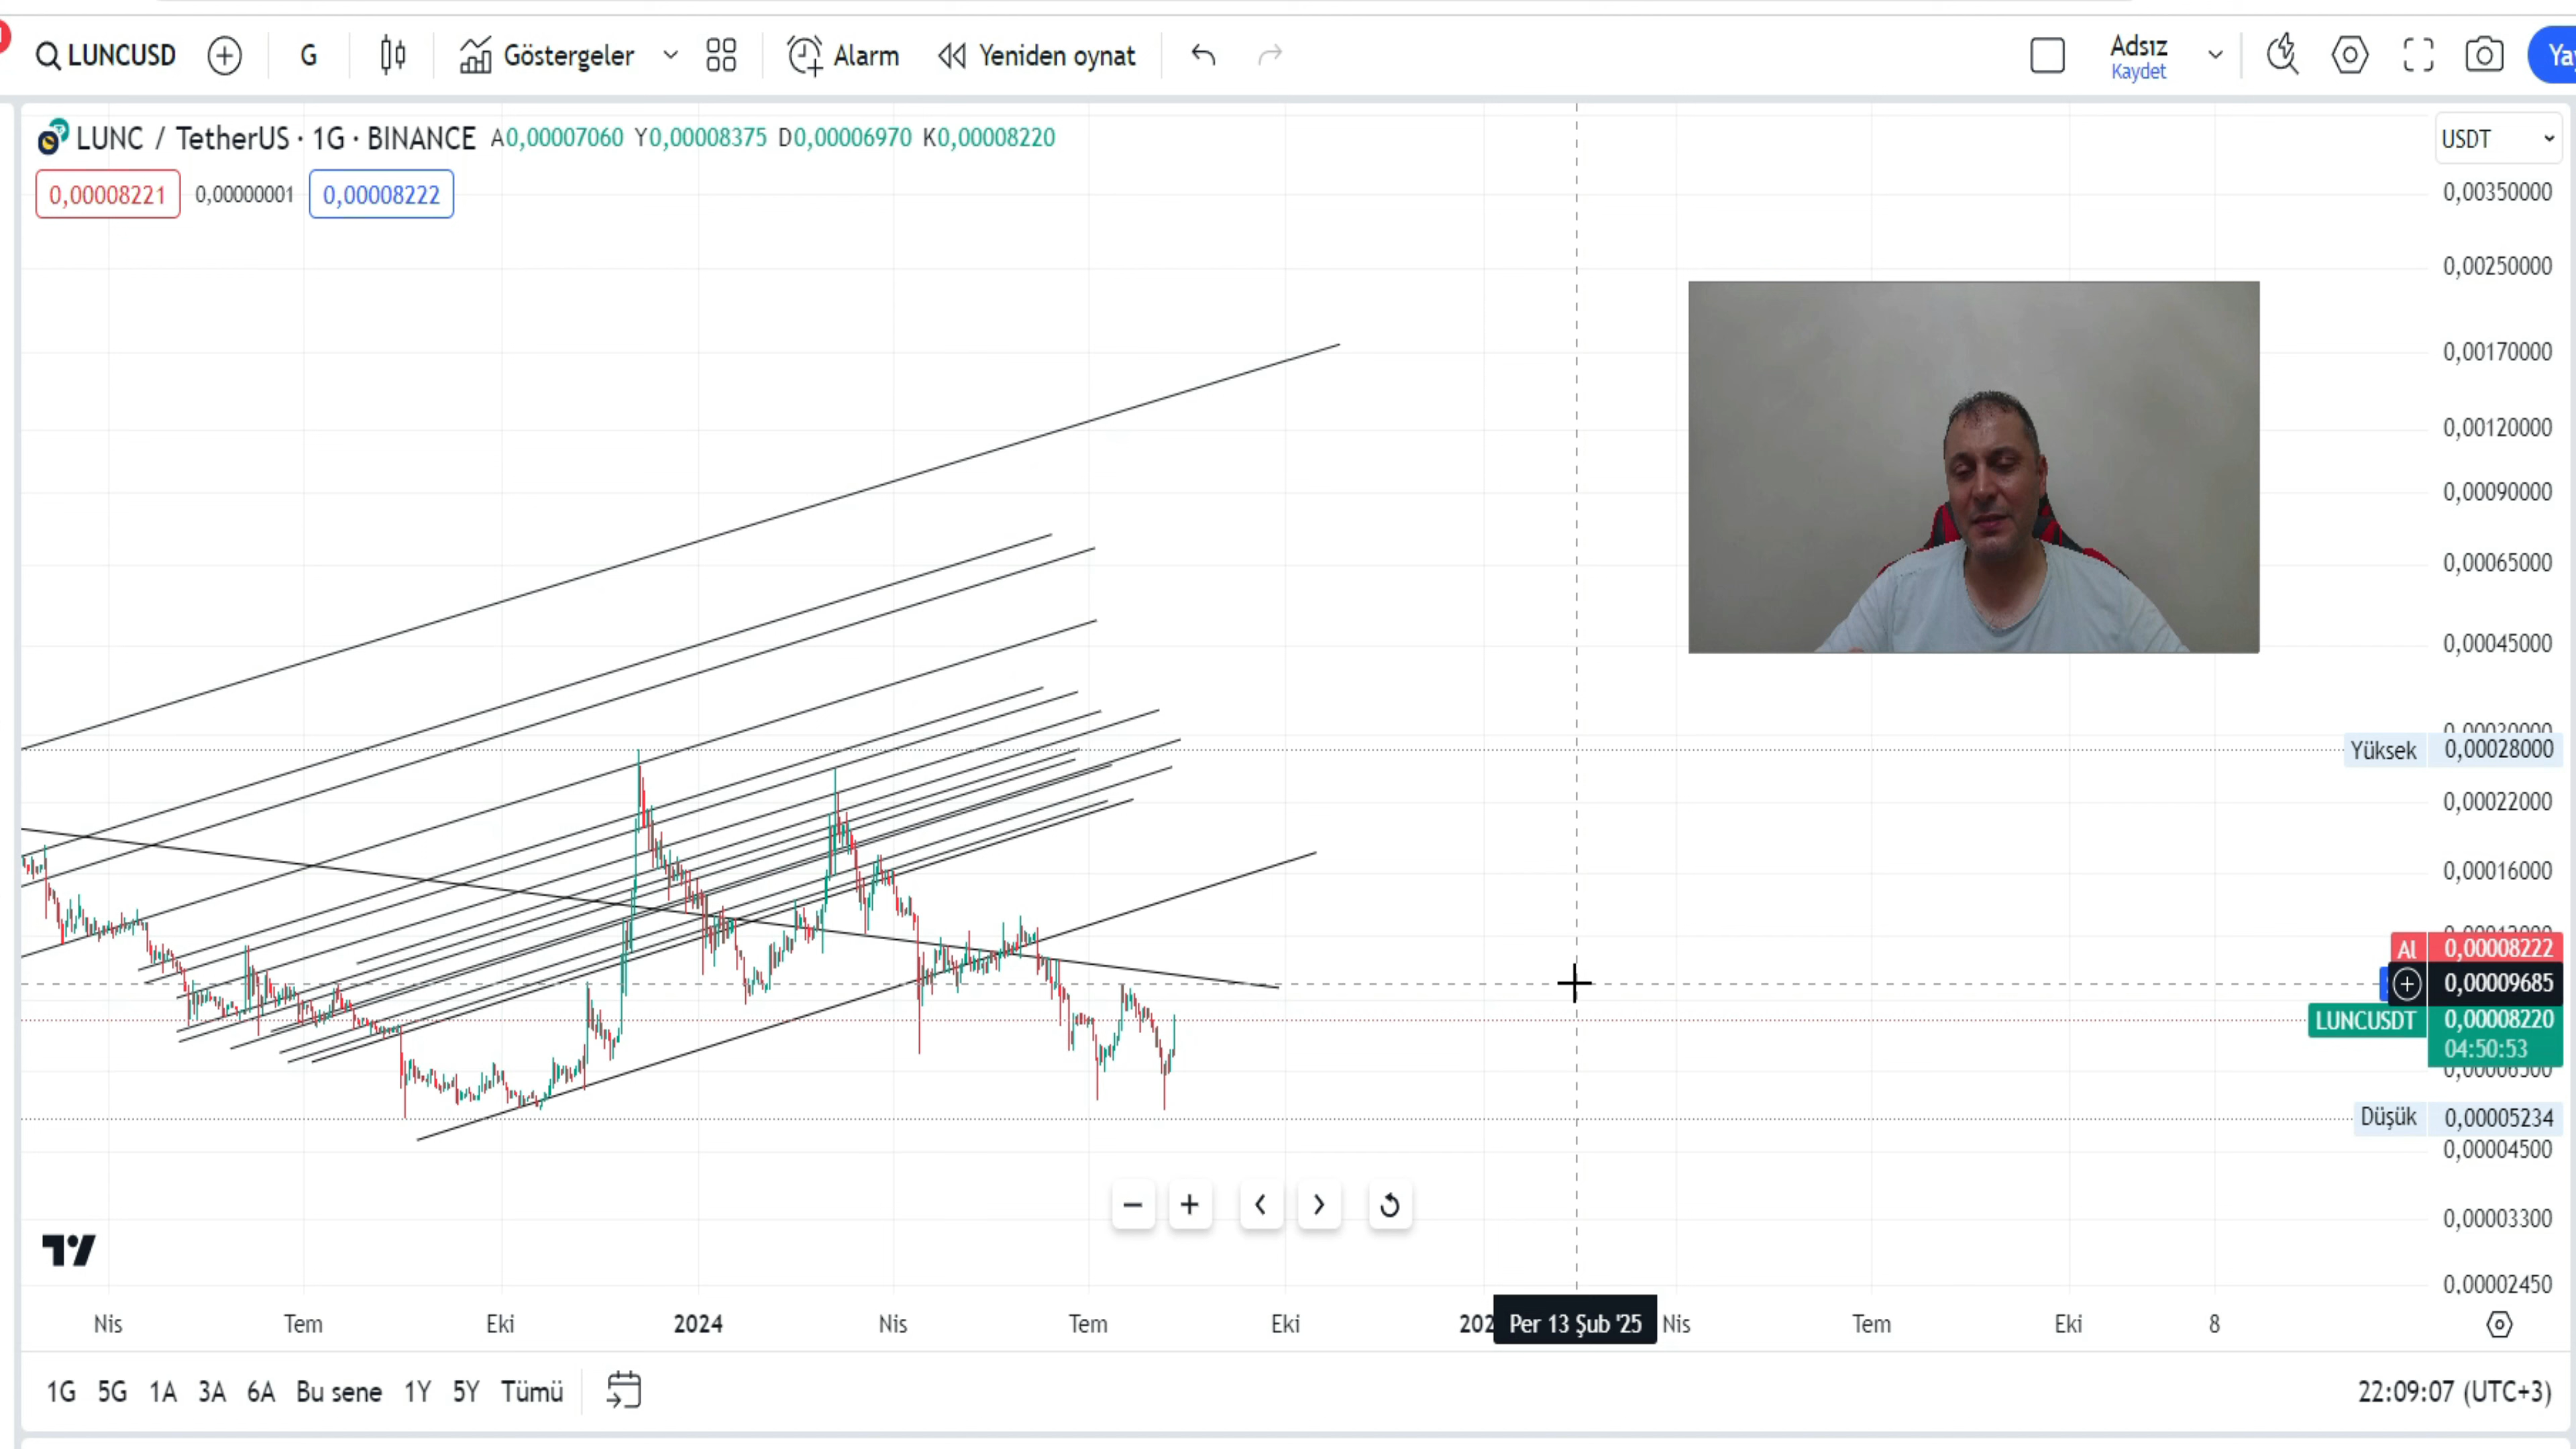 LUNCUSD
G
Göstergeler
Alarm
Yeniden oynat
Adsız
Kaydet
LUNC / TetherUS · 1G · BINANCE A0,00007060 Y0,00008375 D0,00006970 K0,00008220
0,00008221 0,00000001 0,00008222
USDT
0,00350000
0,00250000
0,00170000
0,00120000
0,00090000
0,00065000
0,00045000
Yüksek 0,00028000
0,00022000
0,00016000
Al 0,00008222
0,00009685
LUNCUSDT 0,00008220
04:50:53
Düşük 0,00005234
0,00004500
0,00003300
0,00002450
Nis Tem Eki 2024 Nis Tem Eki Per 13 Şub '25 Nis Tem Eki 8
1G 5G 1A 3A 6A Bu sene 1Y 5Y Tümü
22:09:07 (UTC+3)